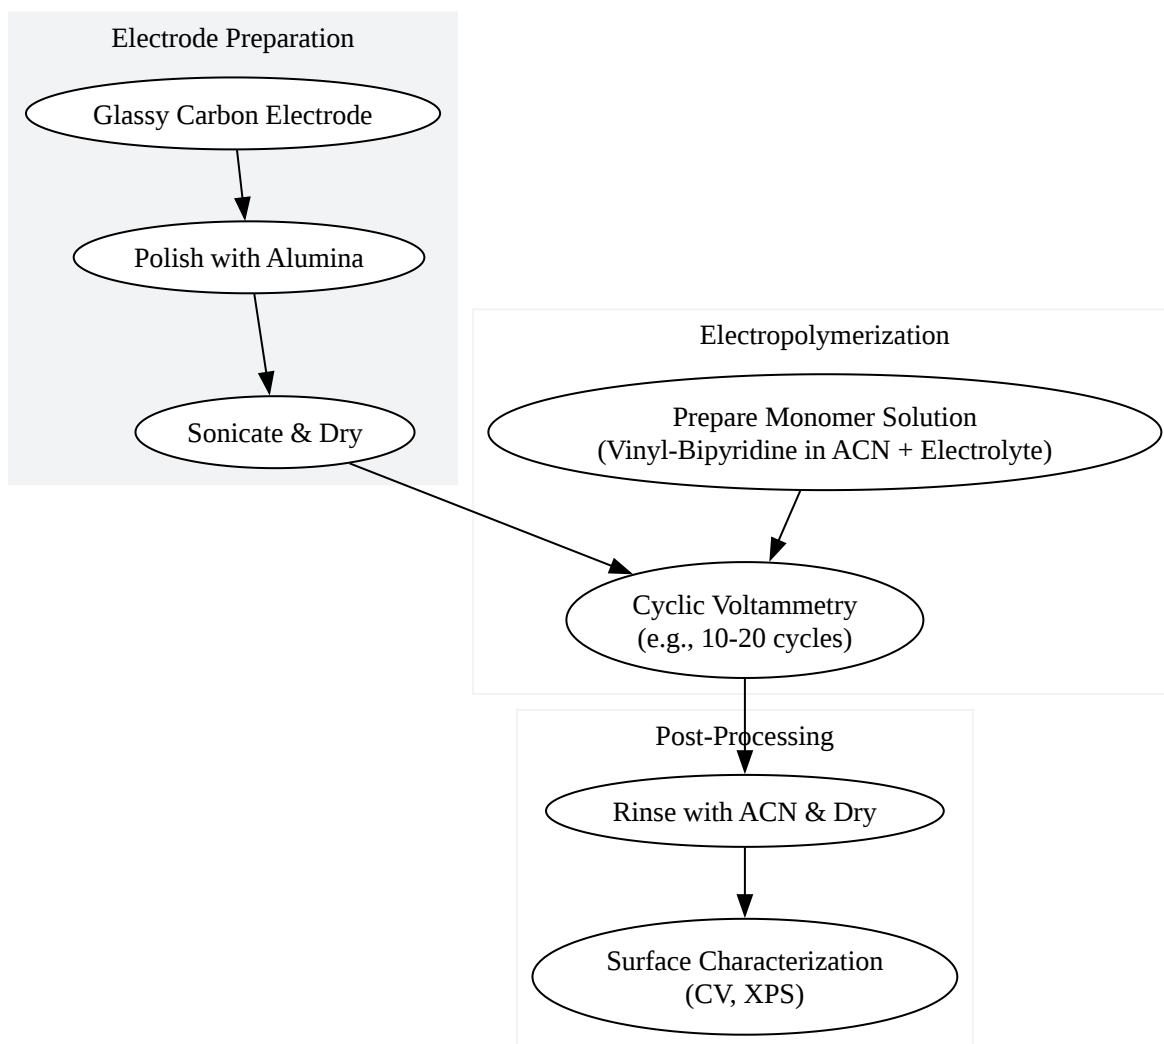 Electrode Preparation
Glassy Carbon Electrode
Polish with Alumina
Sonicate & Dry
Electropolymerization
Prepare Monomer Solution
(Vinyl-Bipyridine in ACN + Electrolyte)
Cyclic Voltammetry
(e.g., 10-20 cycles)
Post-Processing
Rinse with ACN & Dry
Surface Characterization
(CV, XPS)